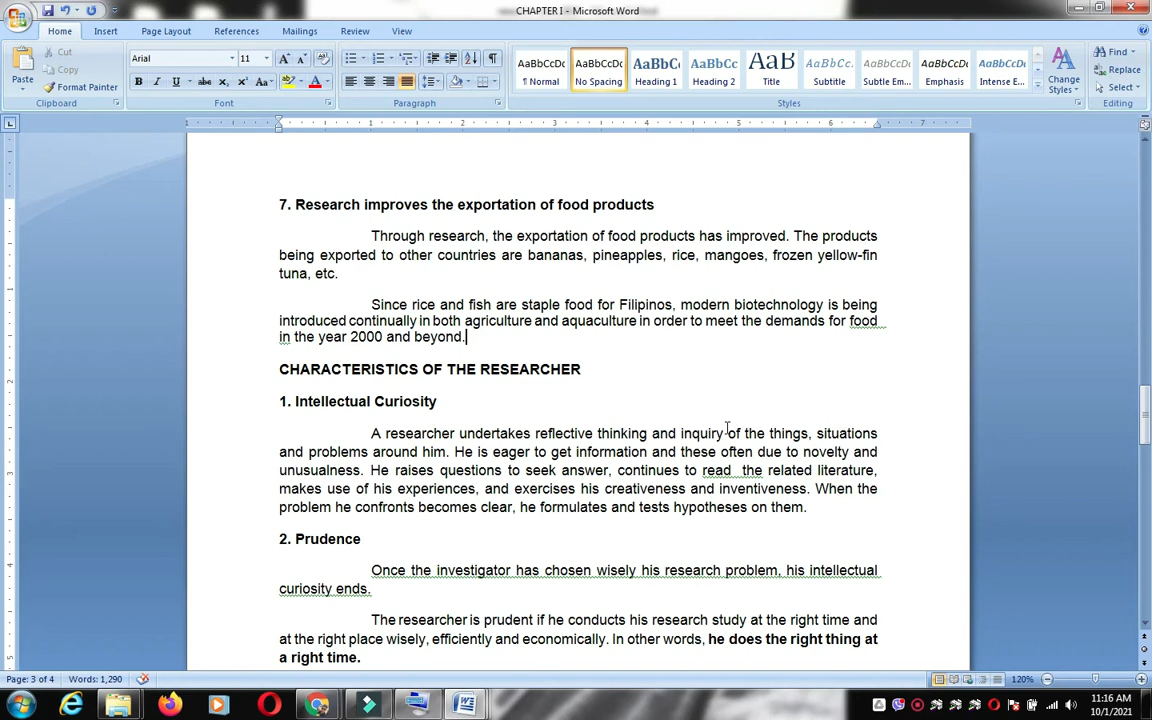 CHAPTER I - Microsoft Word
Home Insert Page Layout References Mailings Review View
Paste
Cut
Copy
Format Painter
Clipboard
Arial 11
Font
Paragraph
AaBbCcDc AaBbCcDc AaBbC AaBbCc AaB AaBbCc. AaBbCcDc AaBbCcDc AaBbCcDc
¶ Normal No Spacing Heading 1 Heading 2 Title Subtitle Subtle Em... Emphasis Intense E...
Styles
Change
Styles
Find
Replace
Select
Editing
1 1 2 3 4 5 6 7
7. Research improves the exportation of food products
Through research, the exportation of food products has improved. The products
being exported to other countries are bananas, pineapples, rice, mangoes, frozen yellow-fin
tuna, etc.
Since rice and fish are staple food for Filipinos, modern biotechnology is being
introduced continually in both agriculture and aquaculture in order to meet the demands for food
in the year 2000 and beyond.
CHARACTERISTICS OF THE RESEARCHER
1. Intellectual Curiosity
A researcher undertakes reflective thinking and inquiry of the things, situations
and problems around him. He is eager to get information and these often due to novelty and
unusualness. He raises questions to seek answer, continues to read the related literature,
makes use of his experiences, and exercises his creativeness and inventiveness. When the
problem he confronts becomes clear, he formulates and tests hypotheses on them.
2. Prudence
Once the investigator has chosen wisely his research problem, his intellectual
curiosity ends.
The researcher is prudent if he conducts his research study at the right time and
at the right place wisely, efficiently and economically. In other words, he does the right thing at
a right time.
Page: 3 of 4 Words: 1,290 120%
11:16 AM
10/1/2021